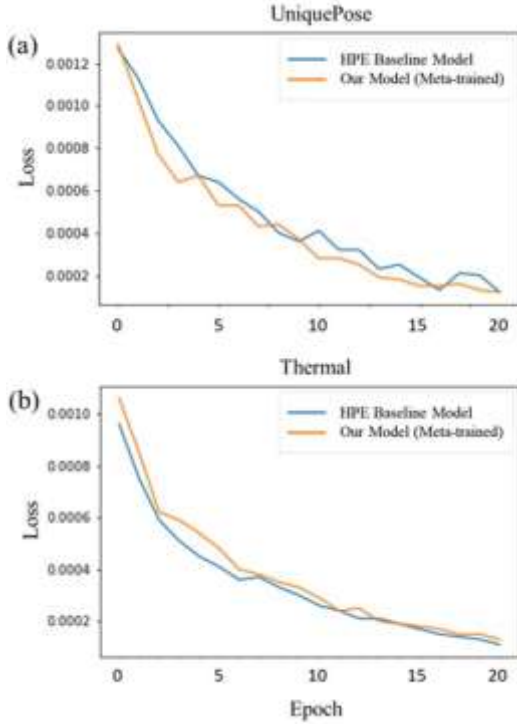 UniquePose
(a)
HPE Baseline Model
Our Model (Meta-trained)
0.0012
0.0010
0.0008
0.0006
0.0004
0.0002
Loss
0
5
10
15
20
Thermal
(b)
HPE Baseline Model
Our Model (Meta-trained)
0.0010
0.0008
0.0006
0.0004
0.0002
Loss
0
5
10
15
20
Epoch